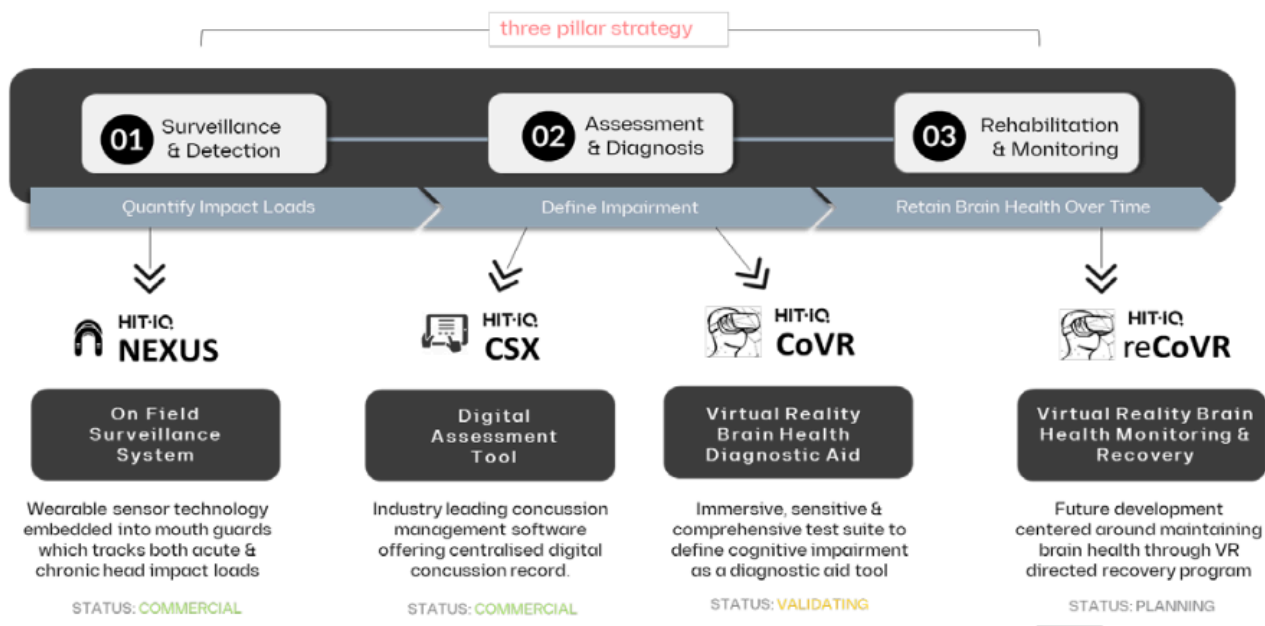 three pillar strategy
01
Surveillance
& Detection
02
Assessment
& Diagnosis
03
Rehabilitation
& Monitoring
Quantify Impact Loads
Define Impairment
Retain Brain Health Over Time
HIT·IQ
NEXUS
HIT·IQ
CSX
HIT·IQ
CoVR
HIT·IQ
reCoVR
On Field
Surveillance
System
Digital
Assessment
Tool
Virtual Reality
Brain Health
Diagnostic Aid
Virtual Reality Brain
Health Monitoring &
Recovery
Wearable sensor technology
embedded into mouth guards
which tracks both acute &
chronic head impact loads
Industry leading concussion
management software
offering centralised digital
concussion record.
Immersive, sensitive &
comprehensive test suite to
define cognitive impairment
as a diagnostic aid tool
Future development
centered around maintaining
brain health through VR
directed recovery program
STATUS: COMMERCIAL
STATUS: COMMERCIAL
STATUS: VALIDATING
STATUS: PLANNING